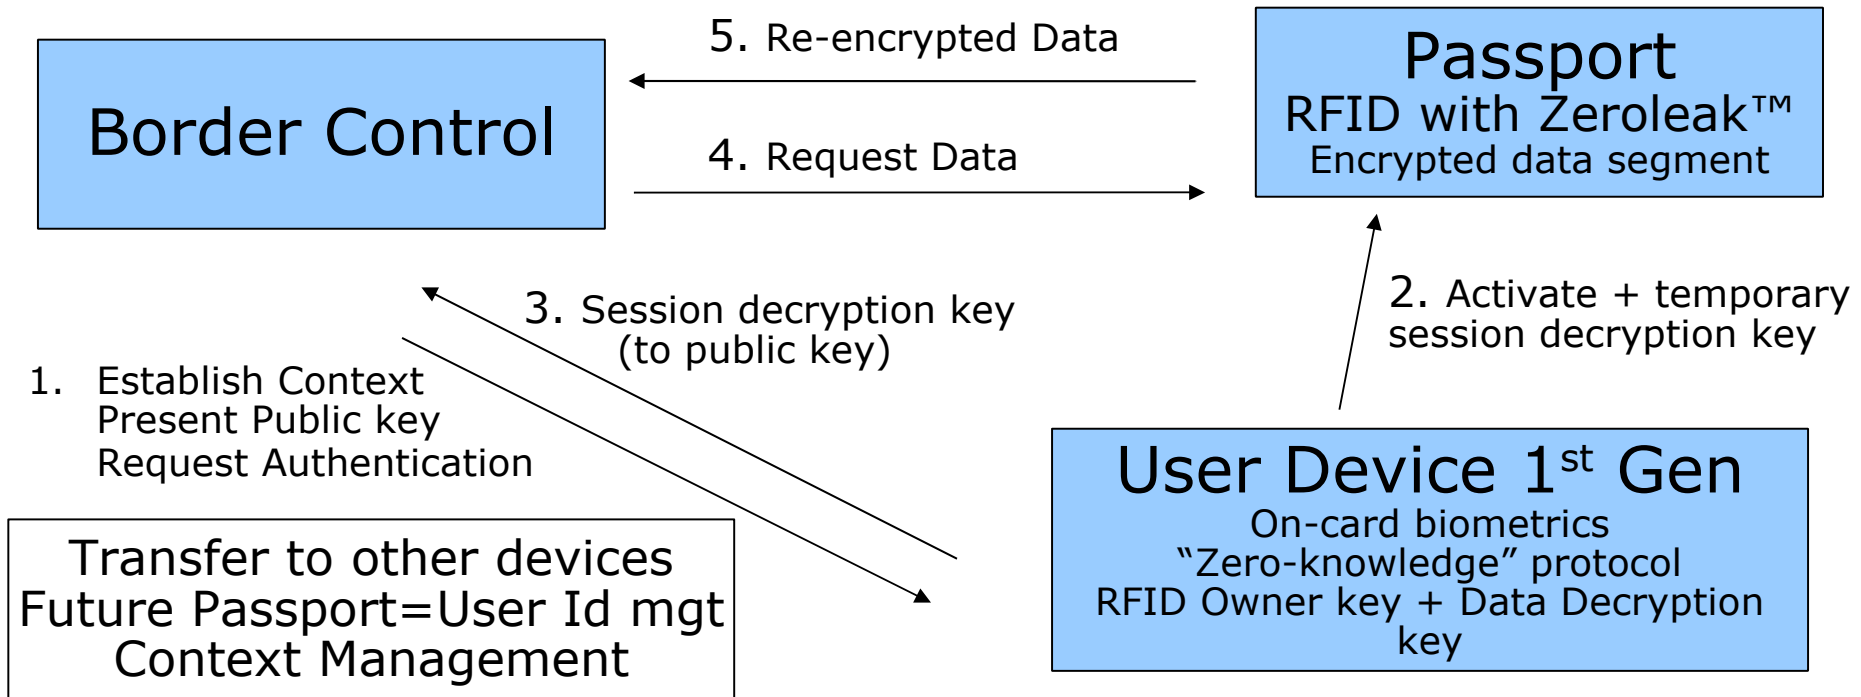 5. Re-encrypted Data
Border Control
4. Request Data
Passport
RFID with Zeroleak™
Encrypted data segment
3. Session decryption key
(to public key)
2. Activate + temporary
session decryption key
1. Establish Context
Present Public key
Request Authentication
User Device 1st Gen
On-card biometrics
“Zero-knowledge” protocol
RFID Owner key + Data Decryption
key
Transfer to other devices
Future Passport=User Id mgt
Context Management